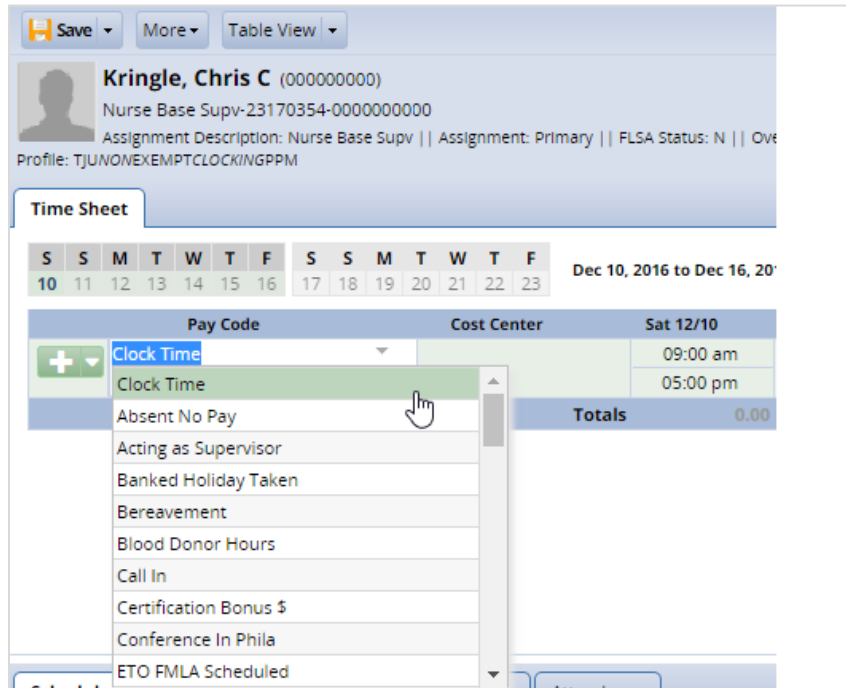 Save More Table View
Kringle, Chris C (000000000)
Nurse Base Supv-23170354-0000000000
Assignment Description: Nurse Base Supv || Assignment: Primary || FLSA Status: N || Ove
Profile: TJUNONEXEMPTCLOCKINGPPM
Time Sheet
S S M T W T F S S M T W T F
10 11 12 13 14 15 16 17 18 19 20 21 22 23
Dec 10, 2016 to Dec 16, 20
Pay Code Cost Center Sat 12/10
Clock Time 09:00 am
05:00 pm
Totals 0.00
Clock Time
Absent No Pay
Acting as Supervisor
Banked Holiday Taken
Bereavement
Blood Donor Hours
Call In
Certification Bonus $
Conference In Phila
ETO FMLA Scheduled